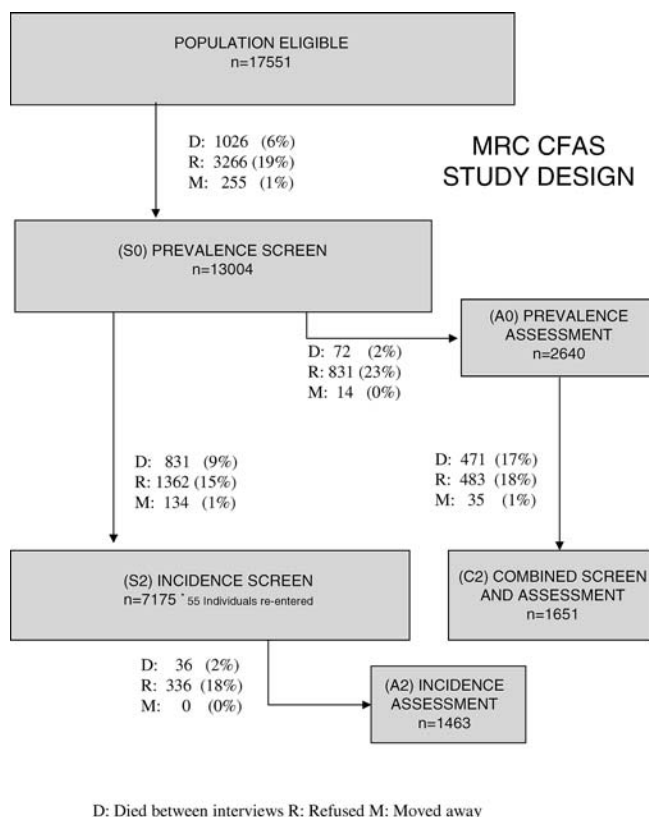 POPULATION ELIGIBLE
n=17551
D: 1026 (6%)
R: 3266 (19%)
M: 255 (1%)
MRC CFAS
STUDY DESIGN
(S0) PREVALENCE SCREEN
n=13004
(A0) PREVALENCE
ASSESSMENT
n=2640
D: 72 (2%)
R: 831 (23%)
M: 14 (0%)
D: 831 (9%)
R: 1362 (15%)
M: 134 (1%)
D: 471 (17%)
R: 483 (18%)
M: 35 (1%)
(S2) INCIDENCE SCREEN
n=7175 * 55 Individuals re-entered
(C2) COMBINED SCREEN
AND ASSESSMENT
n=1651
D: 36 (2%)
R: 336 (18%)
M: 0 (0%)
(A2) INCIDENCE
ASSESSMENT
n=1463
D: Died between interviews R: Refused M: Moved away